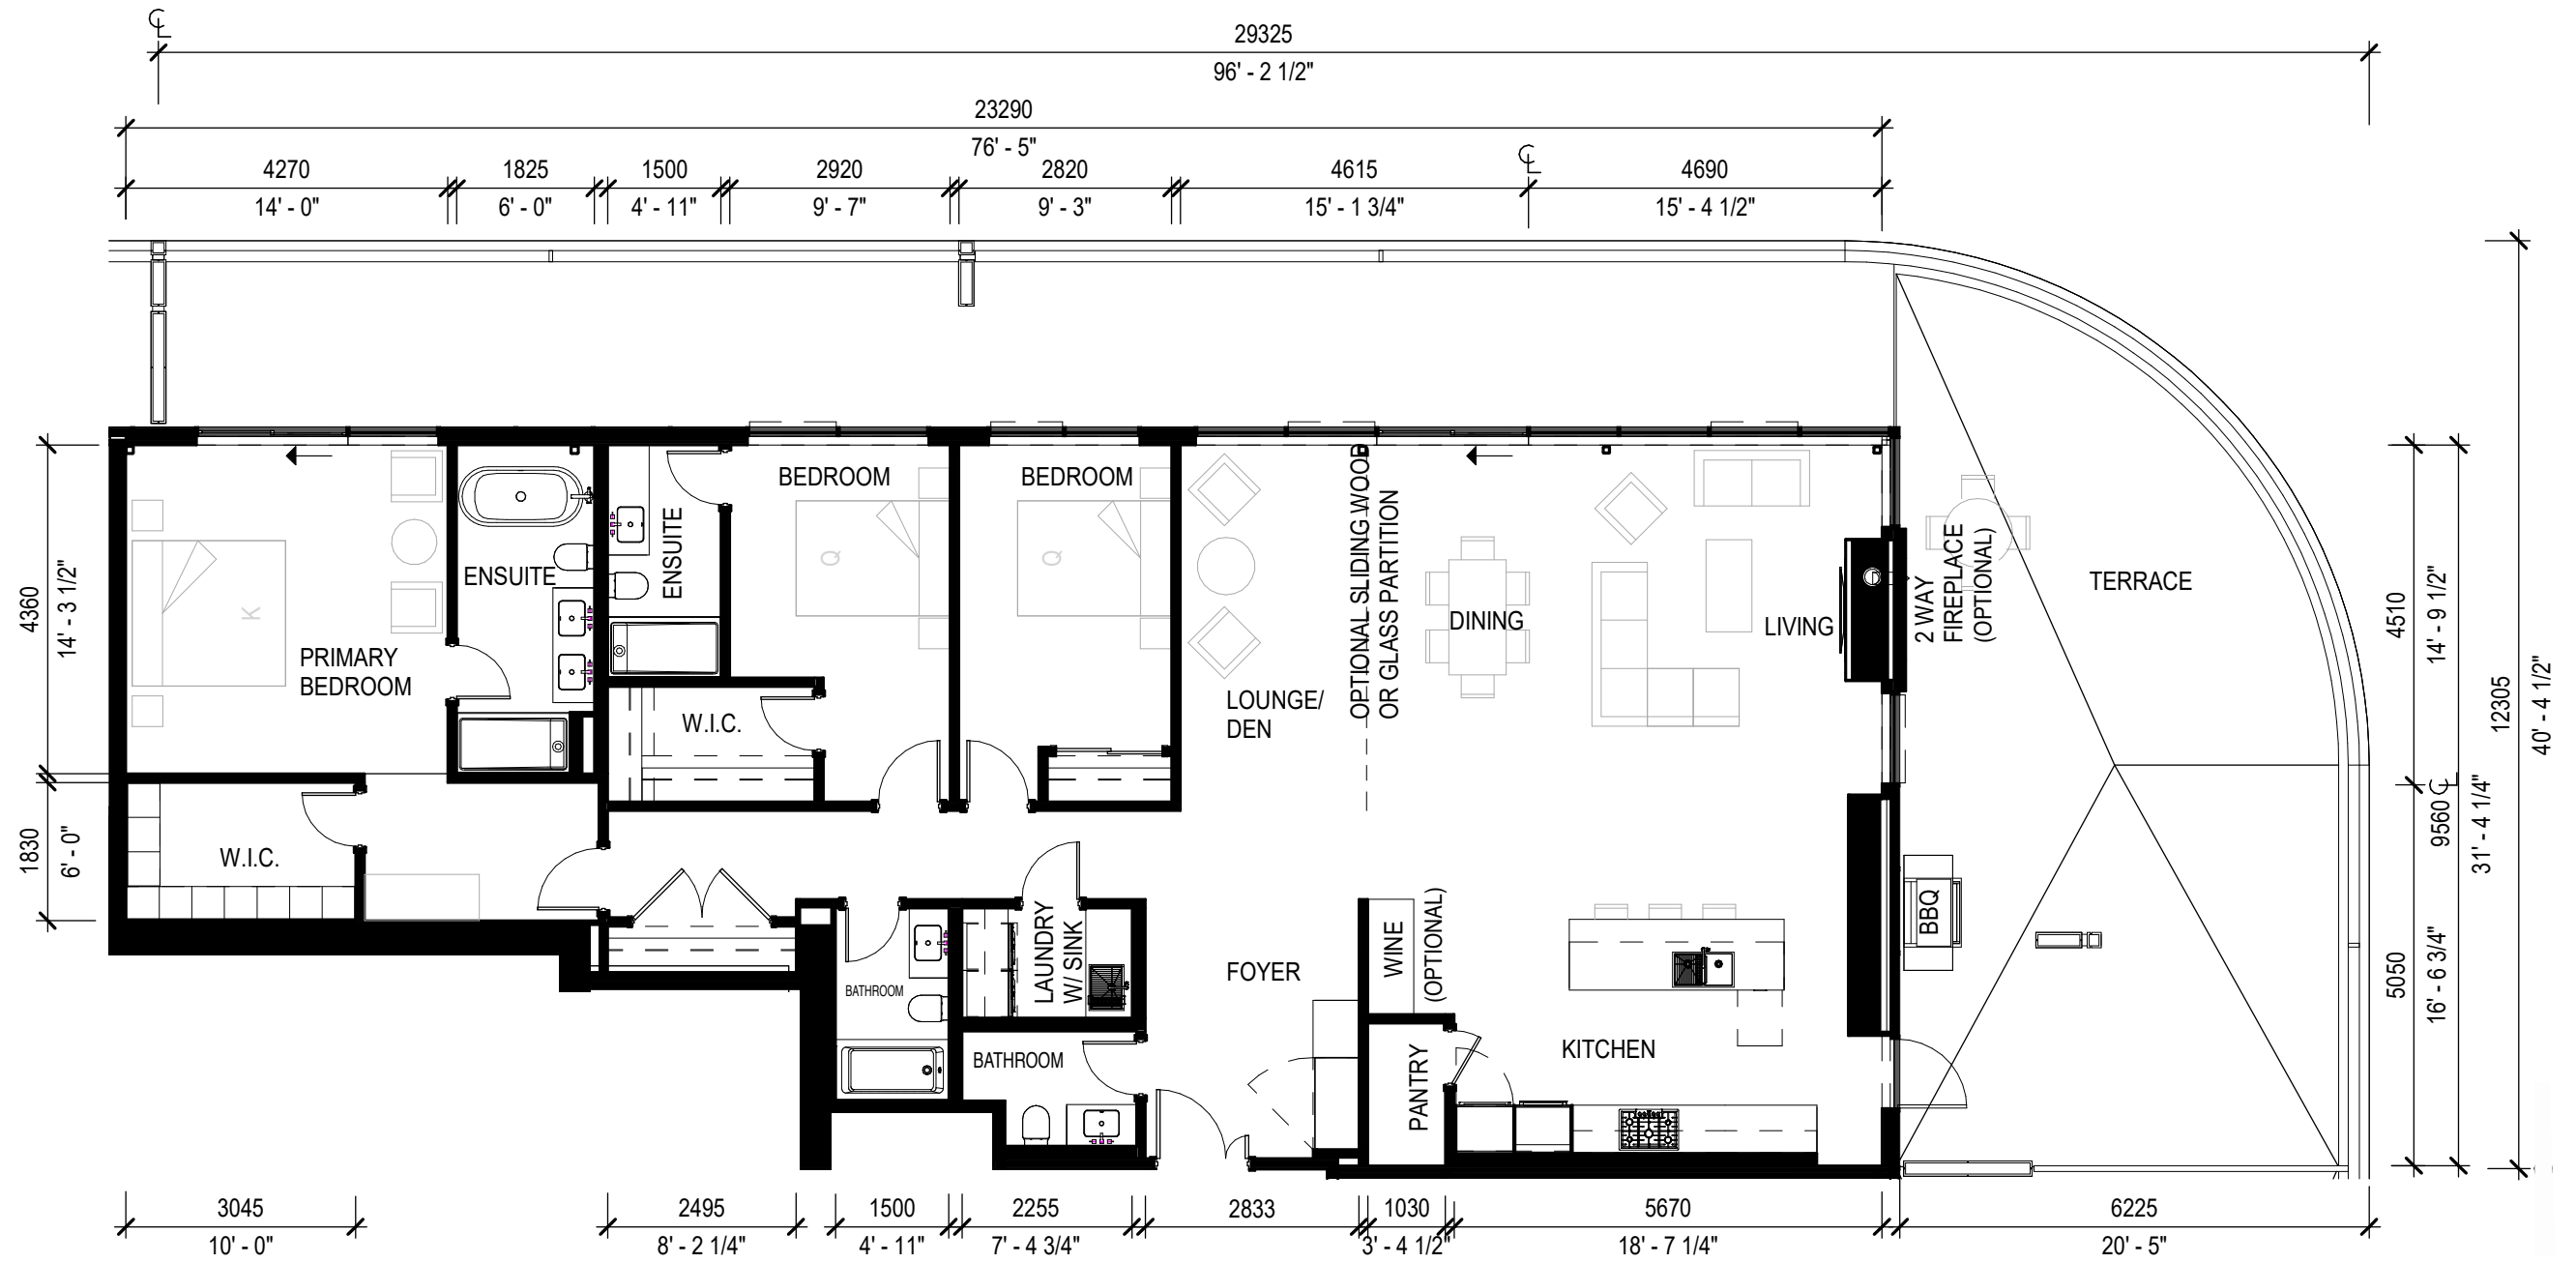 ℄
29325
96' - 2 1/2"
23290
76' - 5"
℄
4270
1825
1500
2920
2820
4615
4690
14' - 0"
6' - 0"
4' - 11"
9' - 7"
9' - 3"
15' - 1 3/4"
15' - 4 1/2"
4360
14' - 3 1/2"
1830
6' - 0"
PRIMARY
BEDROOM
K
ENSUITE
ENSUITE
BEDROOM
Q
BEDROOM
Q
W.I.C.
W.I.C.
LOUNGE/
DEN
OPTIONAL SLIDING WOOD
OR GLASS PARTITION
DINING
LIVING
2 WAY
FIREPLACE
(OPTIONAL)
TERRACE
BATHROOM
LAUNDRY
W/ SINK
BATHROOM
FOYER
WINE
(OPTIONAL)
PANTRY
KITCHEN
BBQ
4510
14' - 9 1/2"
℄
5050
16' - 6 3/4"
9560
31' - 4 1/4"
12305
40' - 4 1/2"
3045
2495
1500
2255
2833
1030
5670
6225
10' - 0"
8' - 2 1/4"
4' - 11"
7' - 4 3/4"
3' - 4 1/2"
18' - 7 1/4"
20' - 5"